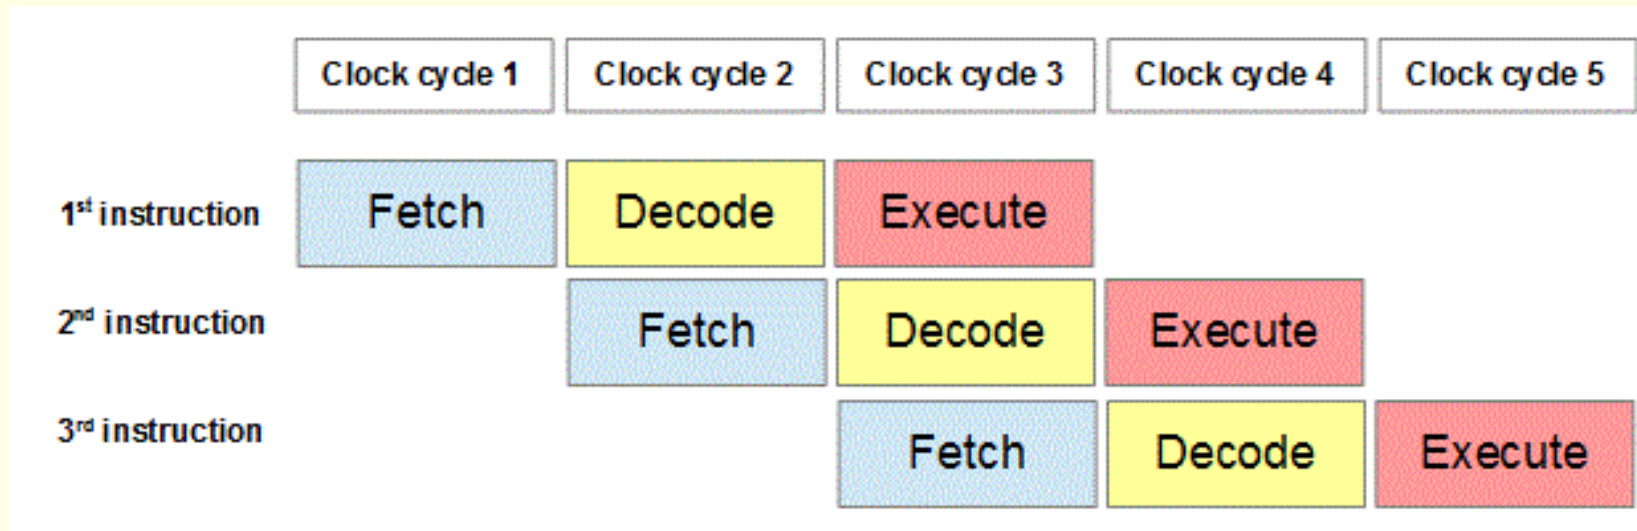 Clock cycle 1 Clock cycle 2 Clock cycle 3 Clock cycle 4 Clock cycle 5
1st instruction Fetch Decode Execute
2nd instruction Fetch Decode Execute
3rd instruction Fetch Decode Execute